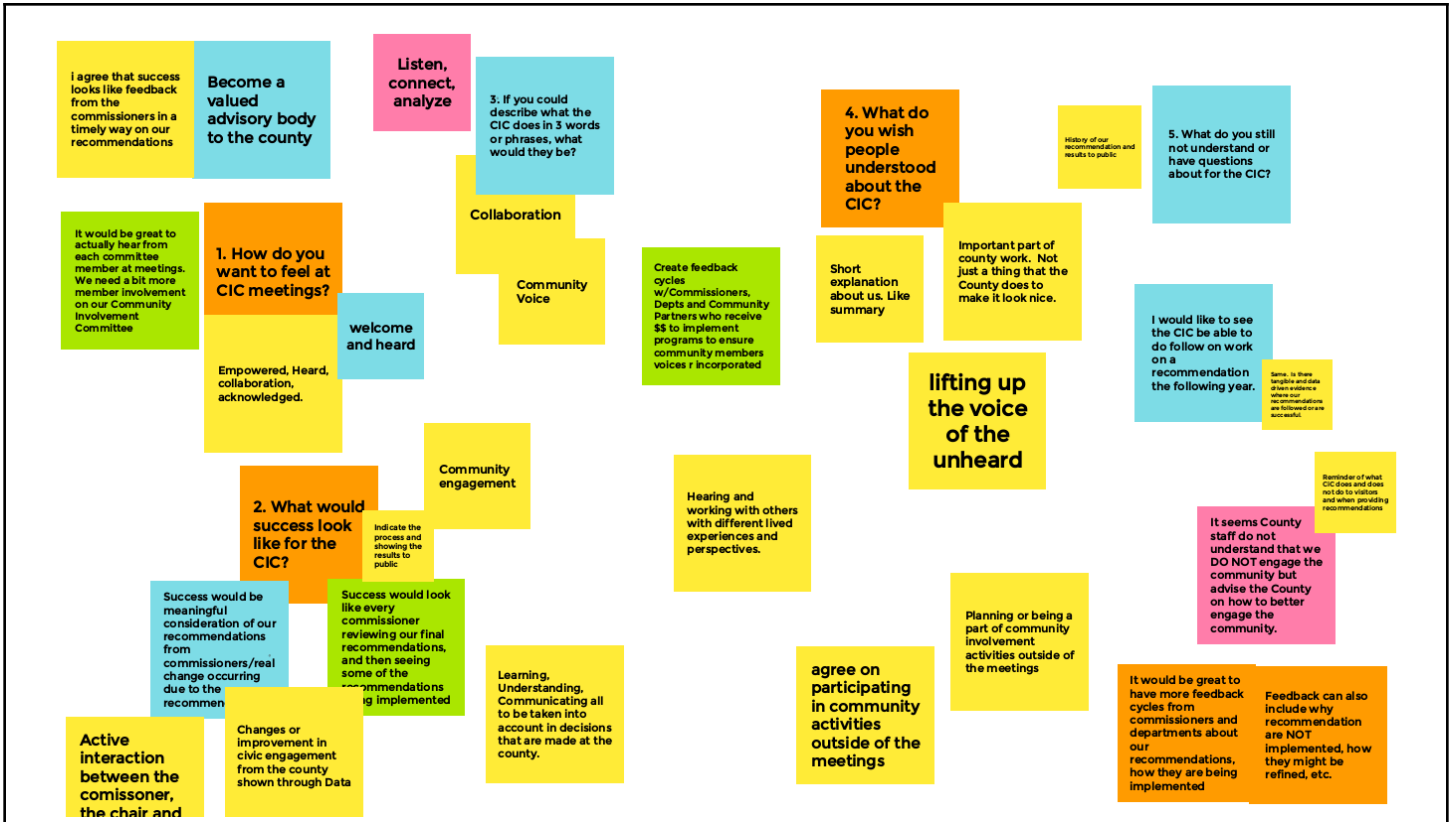 i agree that success
looks like feedback
from the
commissioners in a
timely way on our
recommendations
Become a
valued
advisory body
to the county
Listen,
connect,
analyze
3. If you could
describe what the
CIC does in 3 words
or phrases, what
would they be?
Collaboration
Community
Voice
It would be great to
actually hear from
each committee
member at meetings.
We need a bit more
member involvement
on our Community
Involvement
Committee
1. How do you
want to feel at
CIC meetings?
welcome
and heard
Empowered, Heard,
collaboration,
acknowledged.
Community
engagement
2. What would
success look
like for the
CIC?
Indicate the
process and
showing the
results to
public
Success would be
meaningful
consideration of our
recommendations
from
commissioners/real
change occurring
due to the
Success would look
like every
commissioner
reviewing our final
recommendations,
and then seeing
some of the
recommendations
implemented
Active
interaction
between the
comissoner,
the chair and
Changes or
improvement in
civic engagement
from the county
shown through Data
Learning,
Understanding,
Communicating all
to be taken into
account in decisions
that are made at the
county.
Create feedback
cycles
w/Commissioners,
Depts and Community
Partners who receive
$$ to implement
programs to ensure
community members
voices r incorporated
Hearing and
working with others
with different lived
experiences and
perspectives.
4. What do
you wish
people
understood
about the
CIC?
Short
explanation
about us. Like
summary
Important part of
county work. Not
just a thing that the
County does to
make it look nice.
lifting up
the voice
of the
unheard
Planning or being a
part of community
involvement
activities outside of
the meetings
agree on
participating
in community
activities
outside of the
meetings
History of our
recommendation and
results to public
5. What do you still
not understand or
have questions
about for the CIC?
I would like to see
the CIC be able to
do follow on work
on a
recommendation
the following year.
Same. Is there
tangible and data
driven evidence
where our
recommendations
are followed or are
successful.
Reminder of what
CIC does and does
not do to visitors
and when providing
recommendations
It seems County
staff do not
understand that we
DO NOT engage the
community but
advise the County
on how to better
engage the
community.
It would be great to
have more feedback
cycles from
commissioners and
departments about
our
recommendations,
how they are being
implemented
Feedback can also
include why
recommendation
are NOT
implemented, how
they might be
refined, etc.